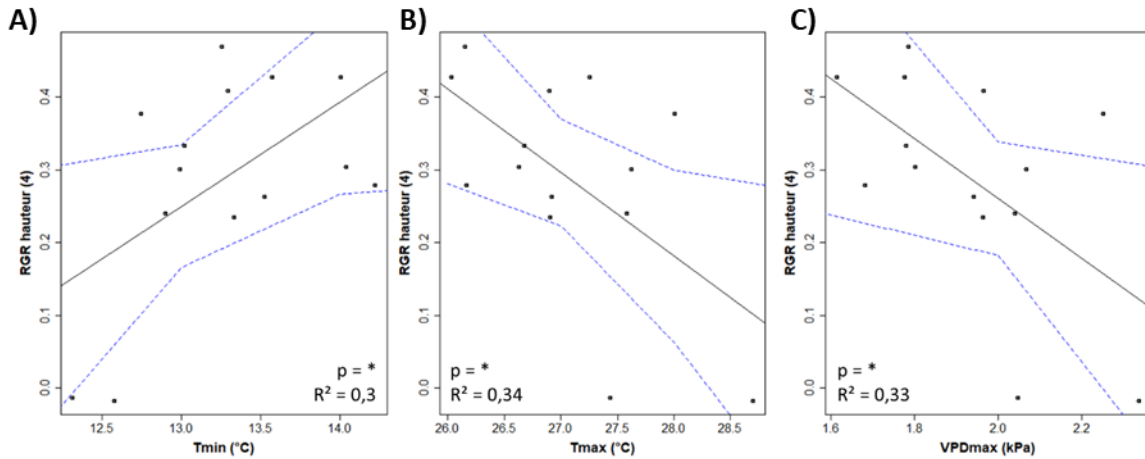 A)
RGR hauteur (4)
0.4
0.3
0.2
0.1
0.0
p = *
R² = 0,3
12.5 13.0 13.5 14.0
Tmin (°C)
B)
RGR hauteur (4)
0.4
0.3
0.2
0.1
0.0
p = *
R² = 0,34
26.0 26.5 27.0 27.5 28.0 28.5
Tmax (°C)
C)
RGR hauteur (4)
0.4
0.3
0.2
0.1
0.0
p = *
R² = 0,33
1.6 1.8 2.0 2.2
VPDmax (kPa)